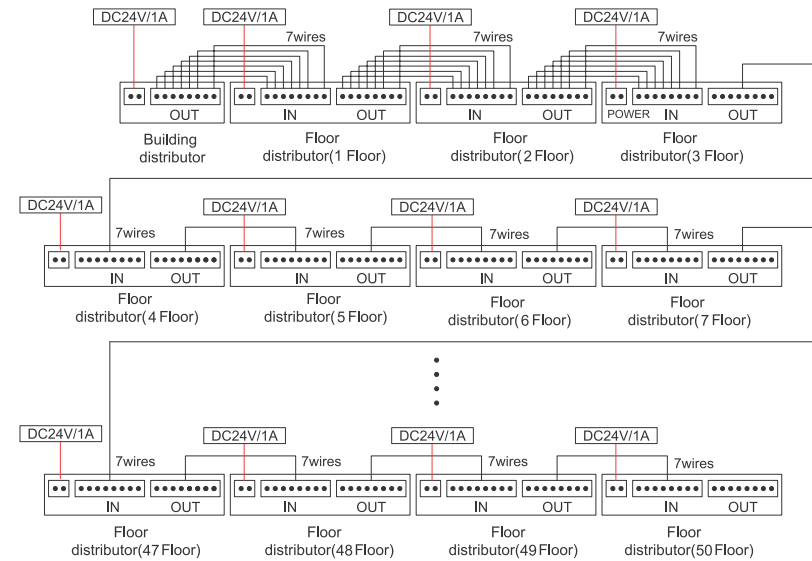 DC24V/1A DC24V/1A DC24V/1A DC24V/1A
7wires 7wires 7wires
OUT IN OUT IN OUT POWER IN OUT
Building
distributor
Floor
distributor(1 Floor)
Floor
distributor(2 Floor)
Floor
distributor(3 Floor)
DC24V/1A DC24V/1A DC24V/1A DC24V/1A
7wires 7wires 7wires 7wires
IN OUT IN OUT IN OUT IN OUT
Floor
distributor(4 Floor)
Floor
distributor(5 Floor)
Floor
distributor(6 Floor)
Floor
distributor(7 Floor)
DC24V/1A DC24V/1A DC24V/1A DC24V/1A
7wires 7wires 7wires 7wires
IN OUT IN OUT IN OUT IN OUT
Floor
distributor(47 Floor)
Floor
distributor(48 Floor)
Floor
distributor(49 Floor)
Floor
distributor(50 Floor)